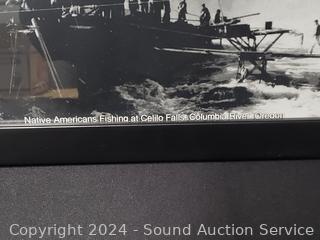 Native Americans Fishing at Celilo Falls, Columbia River, Oregon
Copyright 2024 - Sound Auction Service